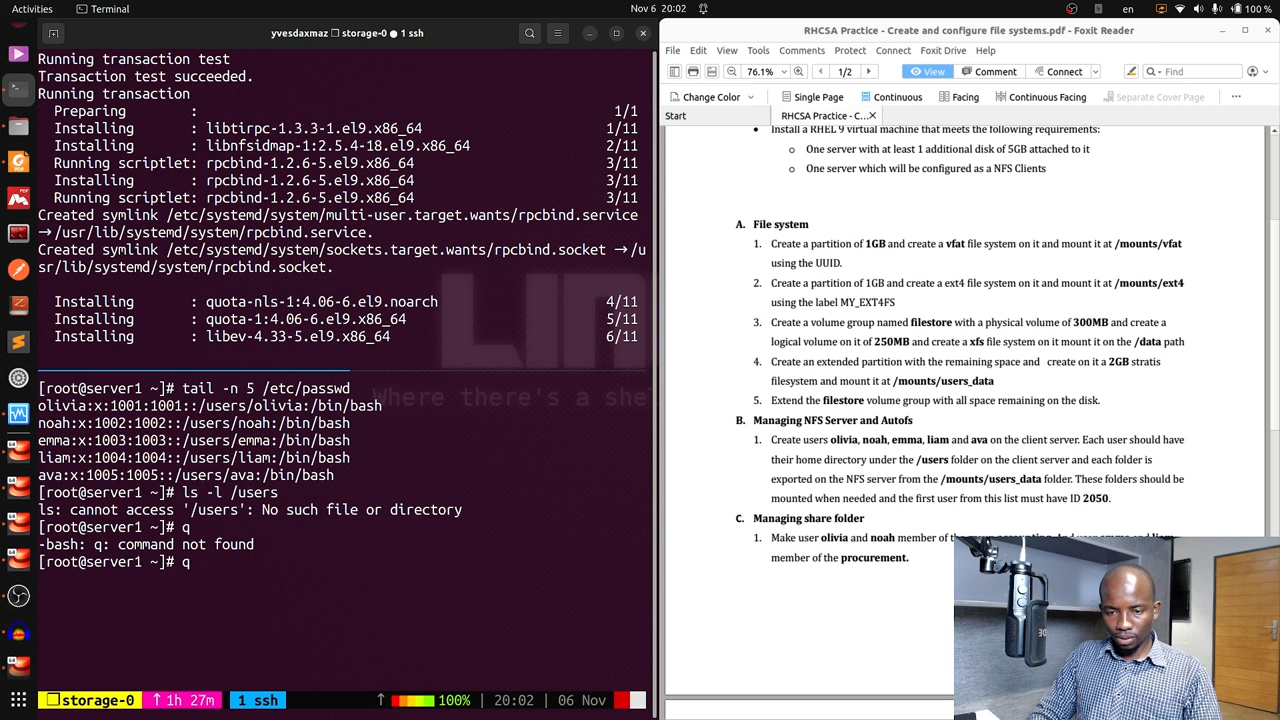 Activities
Terminal
Nov 6 20:02
100 %
yvesdaxmaz ❐ storage-0 ● 1 ssh
Running transaction test
Transaction test succeeded.
Running transaction
Preparing : 1/1
Installing : libtirpc-1.3.3-1.el9.x86_64 1/11
Installing : libnfsidmap-1:2.5.4-18.el9.x86_64 2/11
Running scriptlet: rpcbind-1.2.6-5.el9.x86_64 3/11
Installing : rpcbind-1.2.6-5.el9.x86_64 3/11
Running scriptlet: rpcbind-1.2.6-5.el9.x86_64 3/11
Created symlink /etc/systemd/system/multi-user.target.wants/rpcbind.service
→ /usr/lib/systemd/system/rpcbind.service.
Created symlink /etc/systemd/system/sockets.target.wants/rpcbind.socket → /u
sr/lib/systemd/system/rpcbind.socket.
Installing : quota-nls-1:4.06-6.el9.noarch 4/11
Installing : quota-1:4.06-6.el9.x86_64 5/11
Installing : libev-4.33-5.el9.x86_64 6/11
[root@server1 ~]# tail -n 5 /etc/passwd
olivia:x:1001:1001::/users/olivia:/bin/bash
noah:x:1002:1002::/users/noah:/bin/bash
emma:x:1003:1003::/users/emma:/bin/bash
liam:x:1004:1004::/users/liam:/bin/bash
ava:x:1005:1005::/users/ava:/bin/bash
[root@server1 ~]# ls -l /users
ls: cannot access '/users': No such file or directory
[root@server1 ~]# q
-bash: q: command not found
[root@server1 ~]# q
Where there's a she
❐ storage-0 ↑ 1h 27m 1 ssh ↑ 100% | 20:02 | 06 Nov
RHCSA Practice - Create and configure file systems.pdf - Foxit Reader
File Edit View Tools Comments Protect Connect Foxit Drive Help
76.1% 1/2 View Comment Connect Find
Change Color Single Page Continuous Facing Continuous Facing Separate Cover Page ...
Start RHCSA Practice - C...
• Install a RHEL 9 virtual machine that meets the following requirements:
o One server with at least 1 additional disk of 5GB attached to it
o One server which will be configured as a NFS Clients
A. File system
1. Create a partition of 1GB and create a vfat file system on it and mount it at /mounts/vfat
using the UUID.
2. Create a partition of 1GB and create a ext4 file system on it and mount it at /mounts/ext4
using the label MY_EXT4FS
3. Create a volume group named filestore with a physical volume of 300MB and create a
logical volume on it of 250MB and create a xfs file system on it mount it on the /data path
4. Create an extended partition with the remaining space and create on it a 2GB stratis
filesystem and mount it at /mounts/users_data
5. Extend the filestore volume group with all space remaining on the disk.
B. Managing NFS Server and Autofs
1. Create users olivia, noah, emma, liam and ava on the client server. Each user should have
their home directory under the /users folder on the client server and each folder is
exported on the NFS server from the /mounts/users_data folder. These folders should be
mounted when needed and the first user from this list must have ID 2050.
C. Managing share folder
1. Make user olivia and noah member of
member of the procurement.